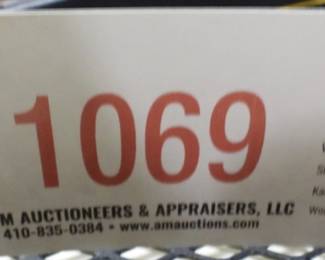 1069
M AUCTIONEERS & APPRAISERS, LLC
410-835-0384 • www.amauctions.com